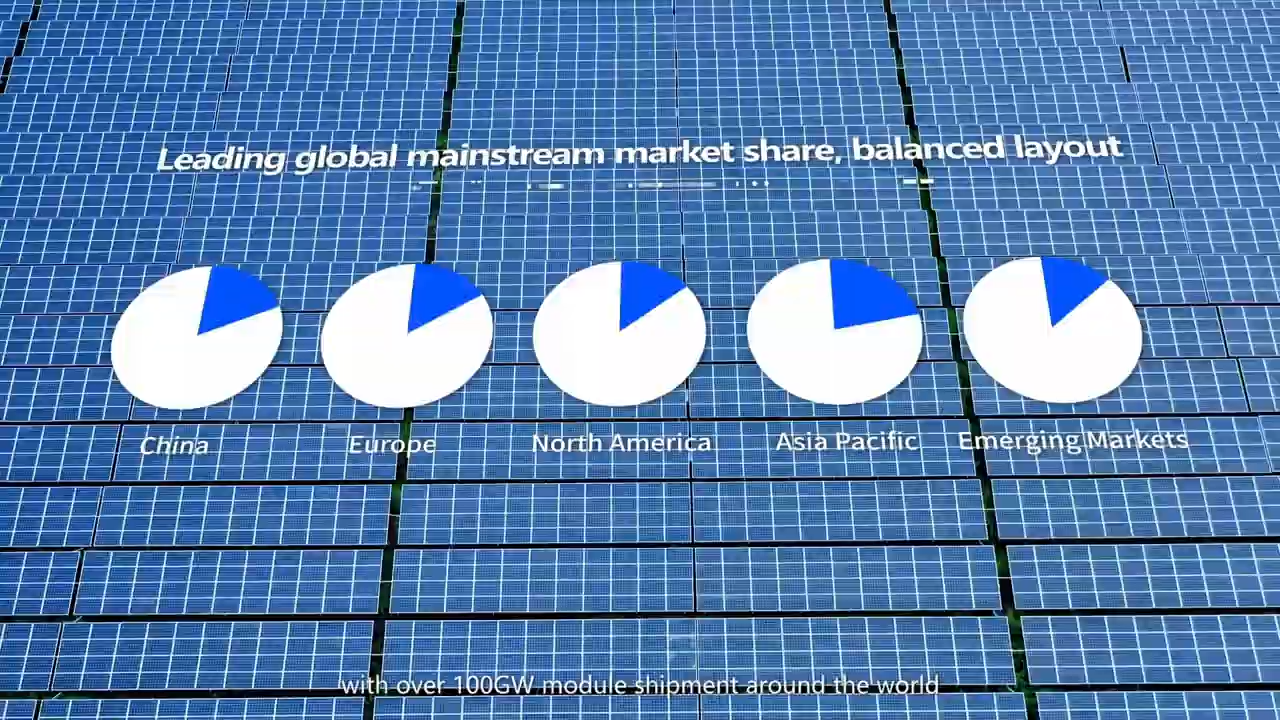 Leading global mainstream market share, balanced layout
China
Europe
North America
Asia Pacific
Emerging Markets
with over 100GW module shipment around the world